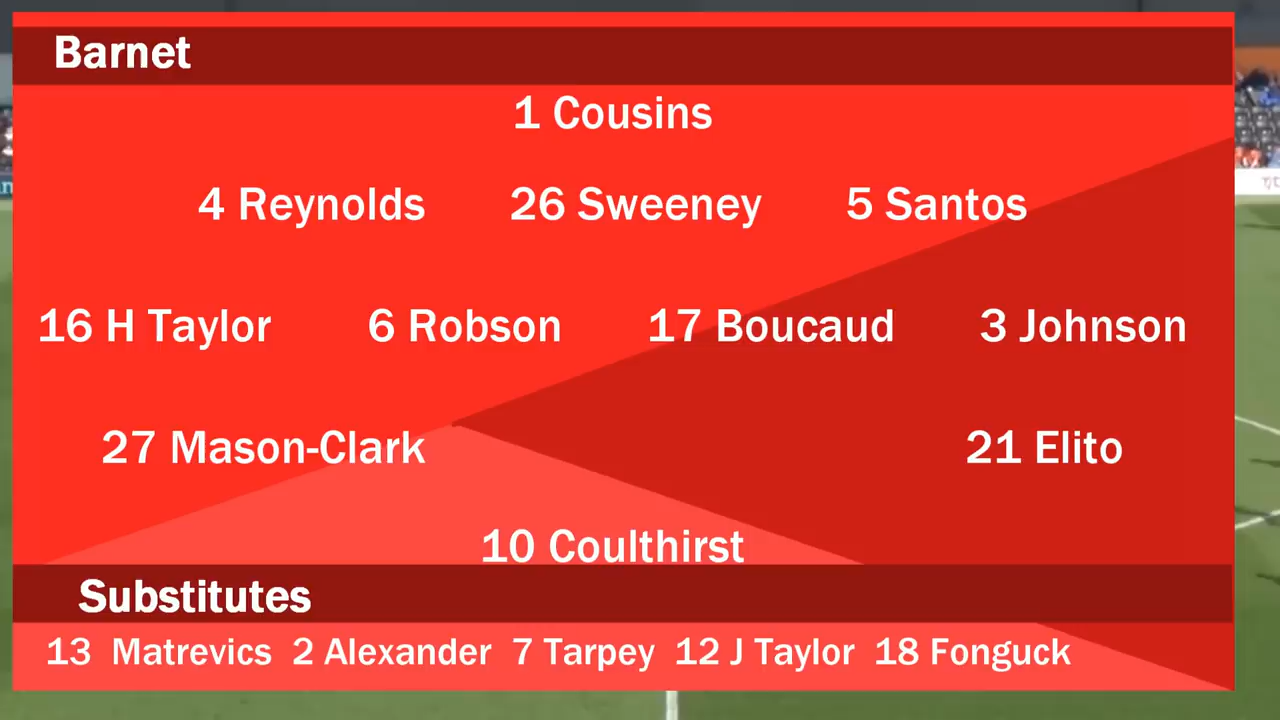 Barnet
1 Cousins
4 Reynolds 26 Sweeney 5 Santos
16 H Taylor 6 Robson 17 Boucaud 3 Johnson
27 Mason-Clark 21 Elito
10 Coulthirst
Substitutes
13 Matrevics 2 Alexander 7 Tarpey 12 J Taylor 18 Fonguck